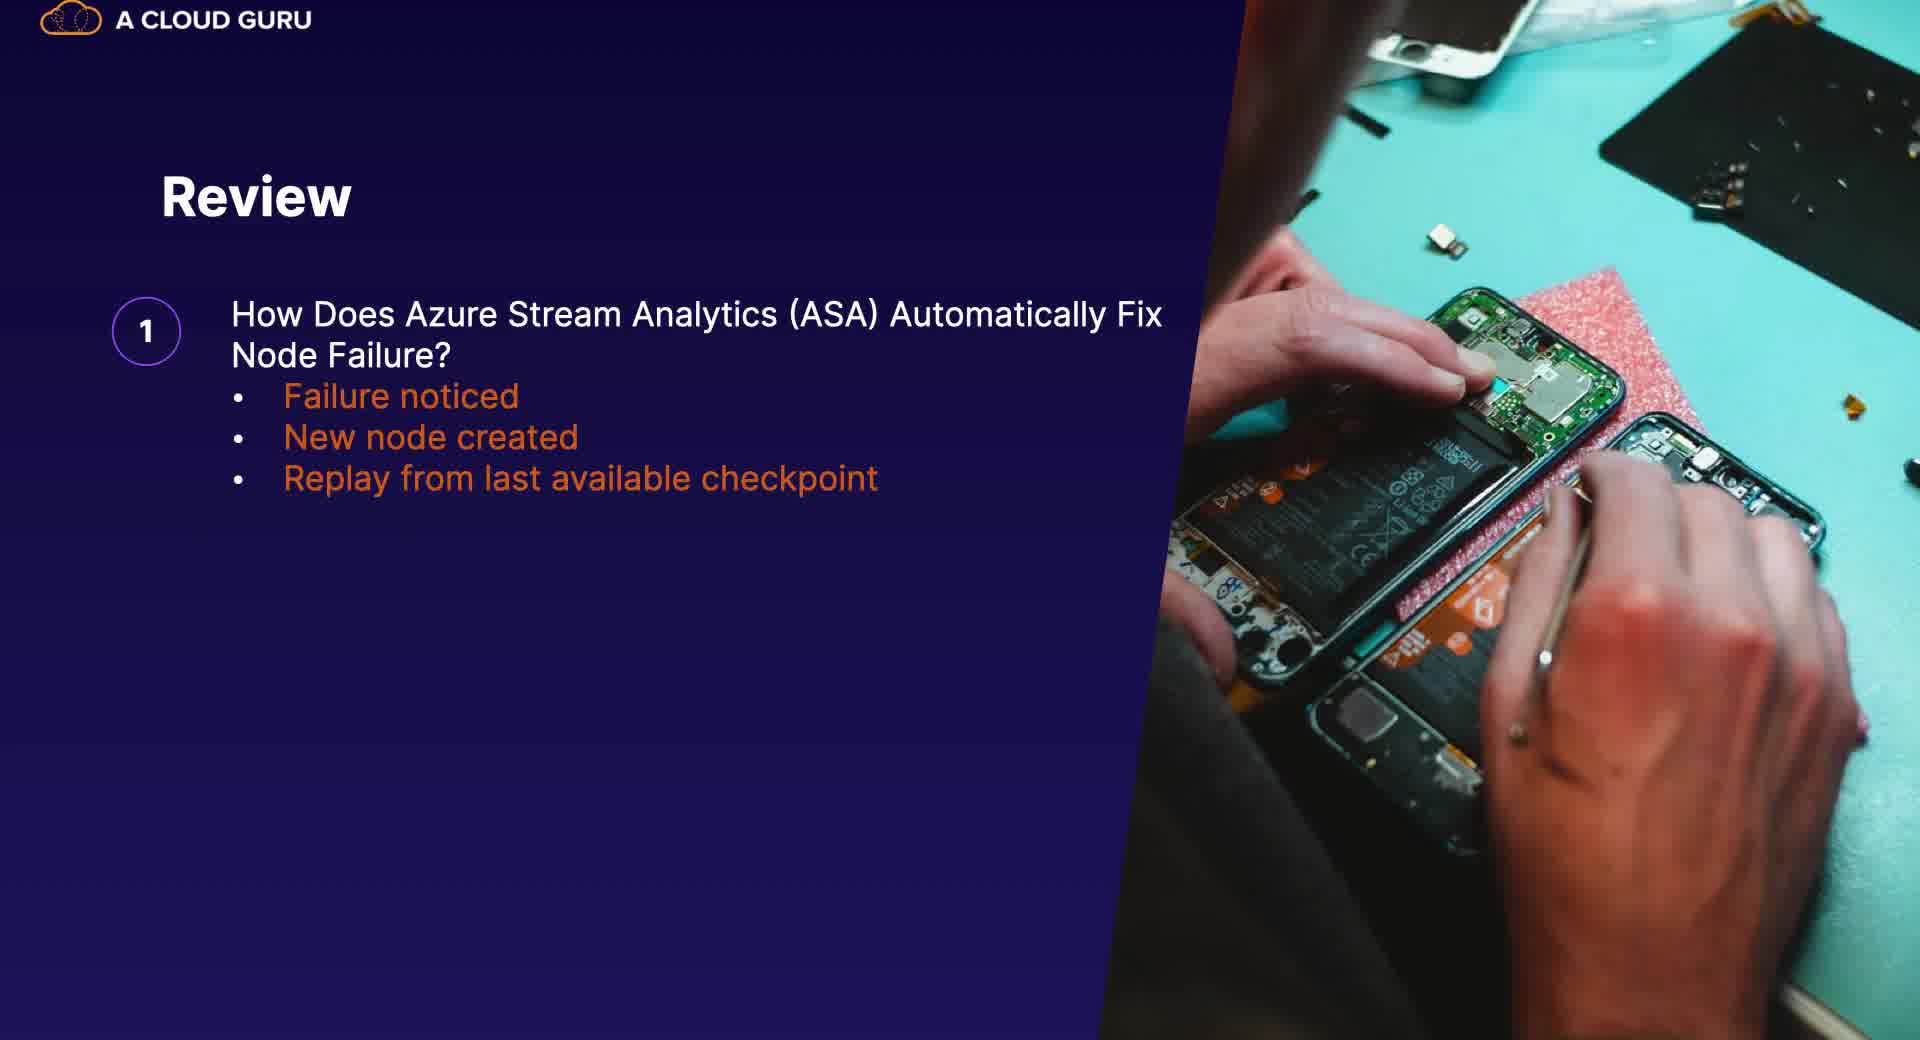 A CLOUD GURU
Review
1
How Does Azure Stream Analytics (ASA) Automatically Fix
Node Failure?
• Failure noticed
• New node created
• Replay from last available checkpoint